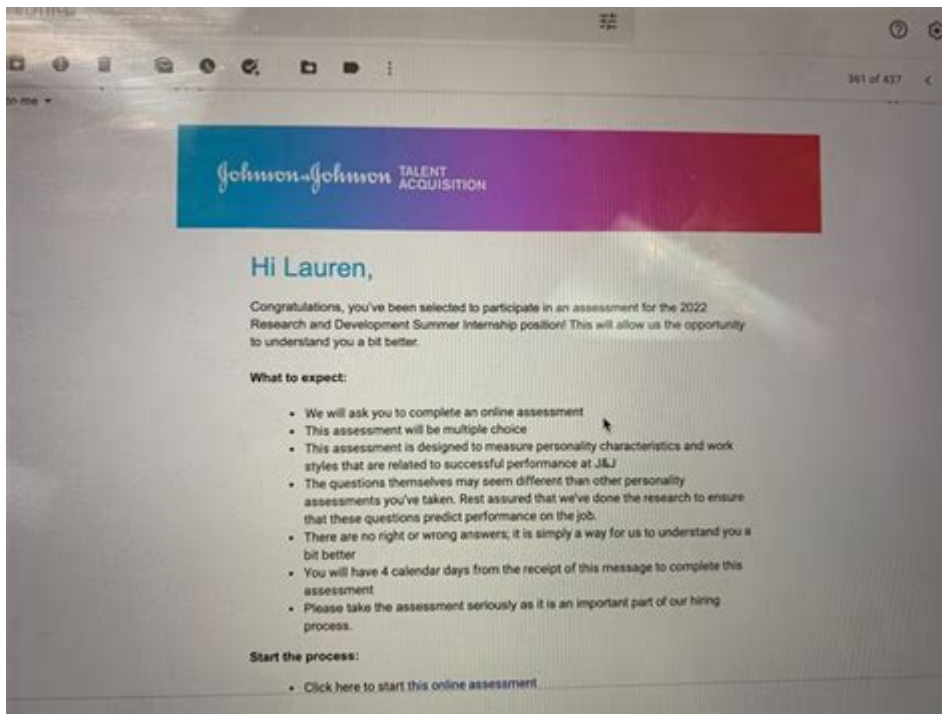 361 of 437
to me
Johnson & Johnson TALENT
ACQUISITION
Hi Lauren,
Congratulations, you've been selected to participate in an assessment for the 2022
Research and Development Summer Internship position! This will allow us the opportunity
to understand you a bit better.
What to expect:
• We will ask you to complete an online assessment
• This assessment will be multiple choice
• This assessment is designed to measure personality characteristics and work
styles that are related to successful performance at J&J
• The questions themselves may seem different than other personality
assessments you've taken. Rest assured that we've done the research to ensure
that these questions predict performance on the job.
• There are no right or wrong answers; it is simply a way for us to understand you a
bit better
• You will have 4 calendar days from the receipt of this message to complete this
assessment
• Please take the assessment seriously as it is an important part of our hiring
process.
Start the process:
• Click here to start this online assessment